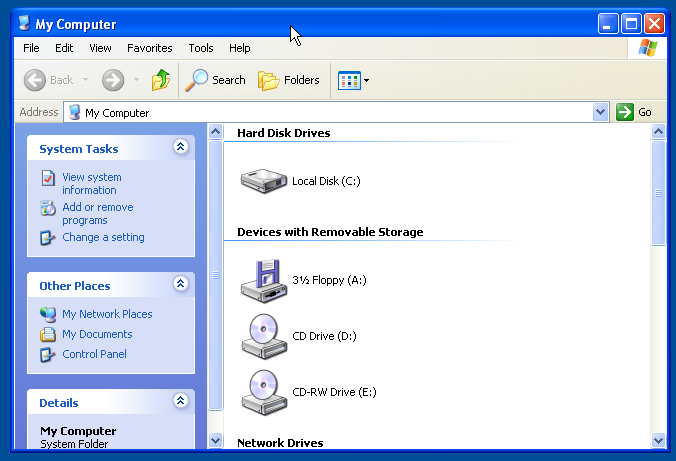 My Computer
File Edit View Favorites Tools Help
Back Search Folders
Address My Computer Go
System Tasks
View system
information
Add or remove
programs
Change a setting
Other Places
My Network Places
My Documents
Control Panel
Details
My Computer
System Folder
Hard Disk Drives
Local Disk (C:)
Devices with Removable Storage
3½ Floppy (A:)
CD Drive (D:)
CD-RW Drive (E:)
Network Drives